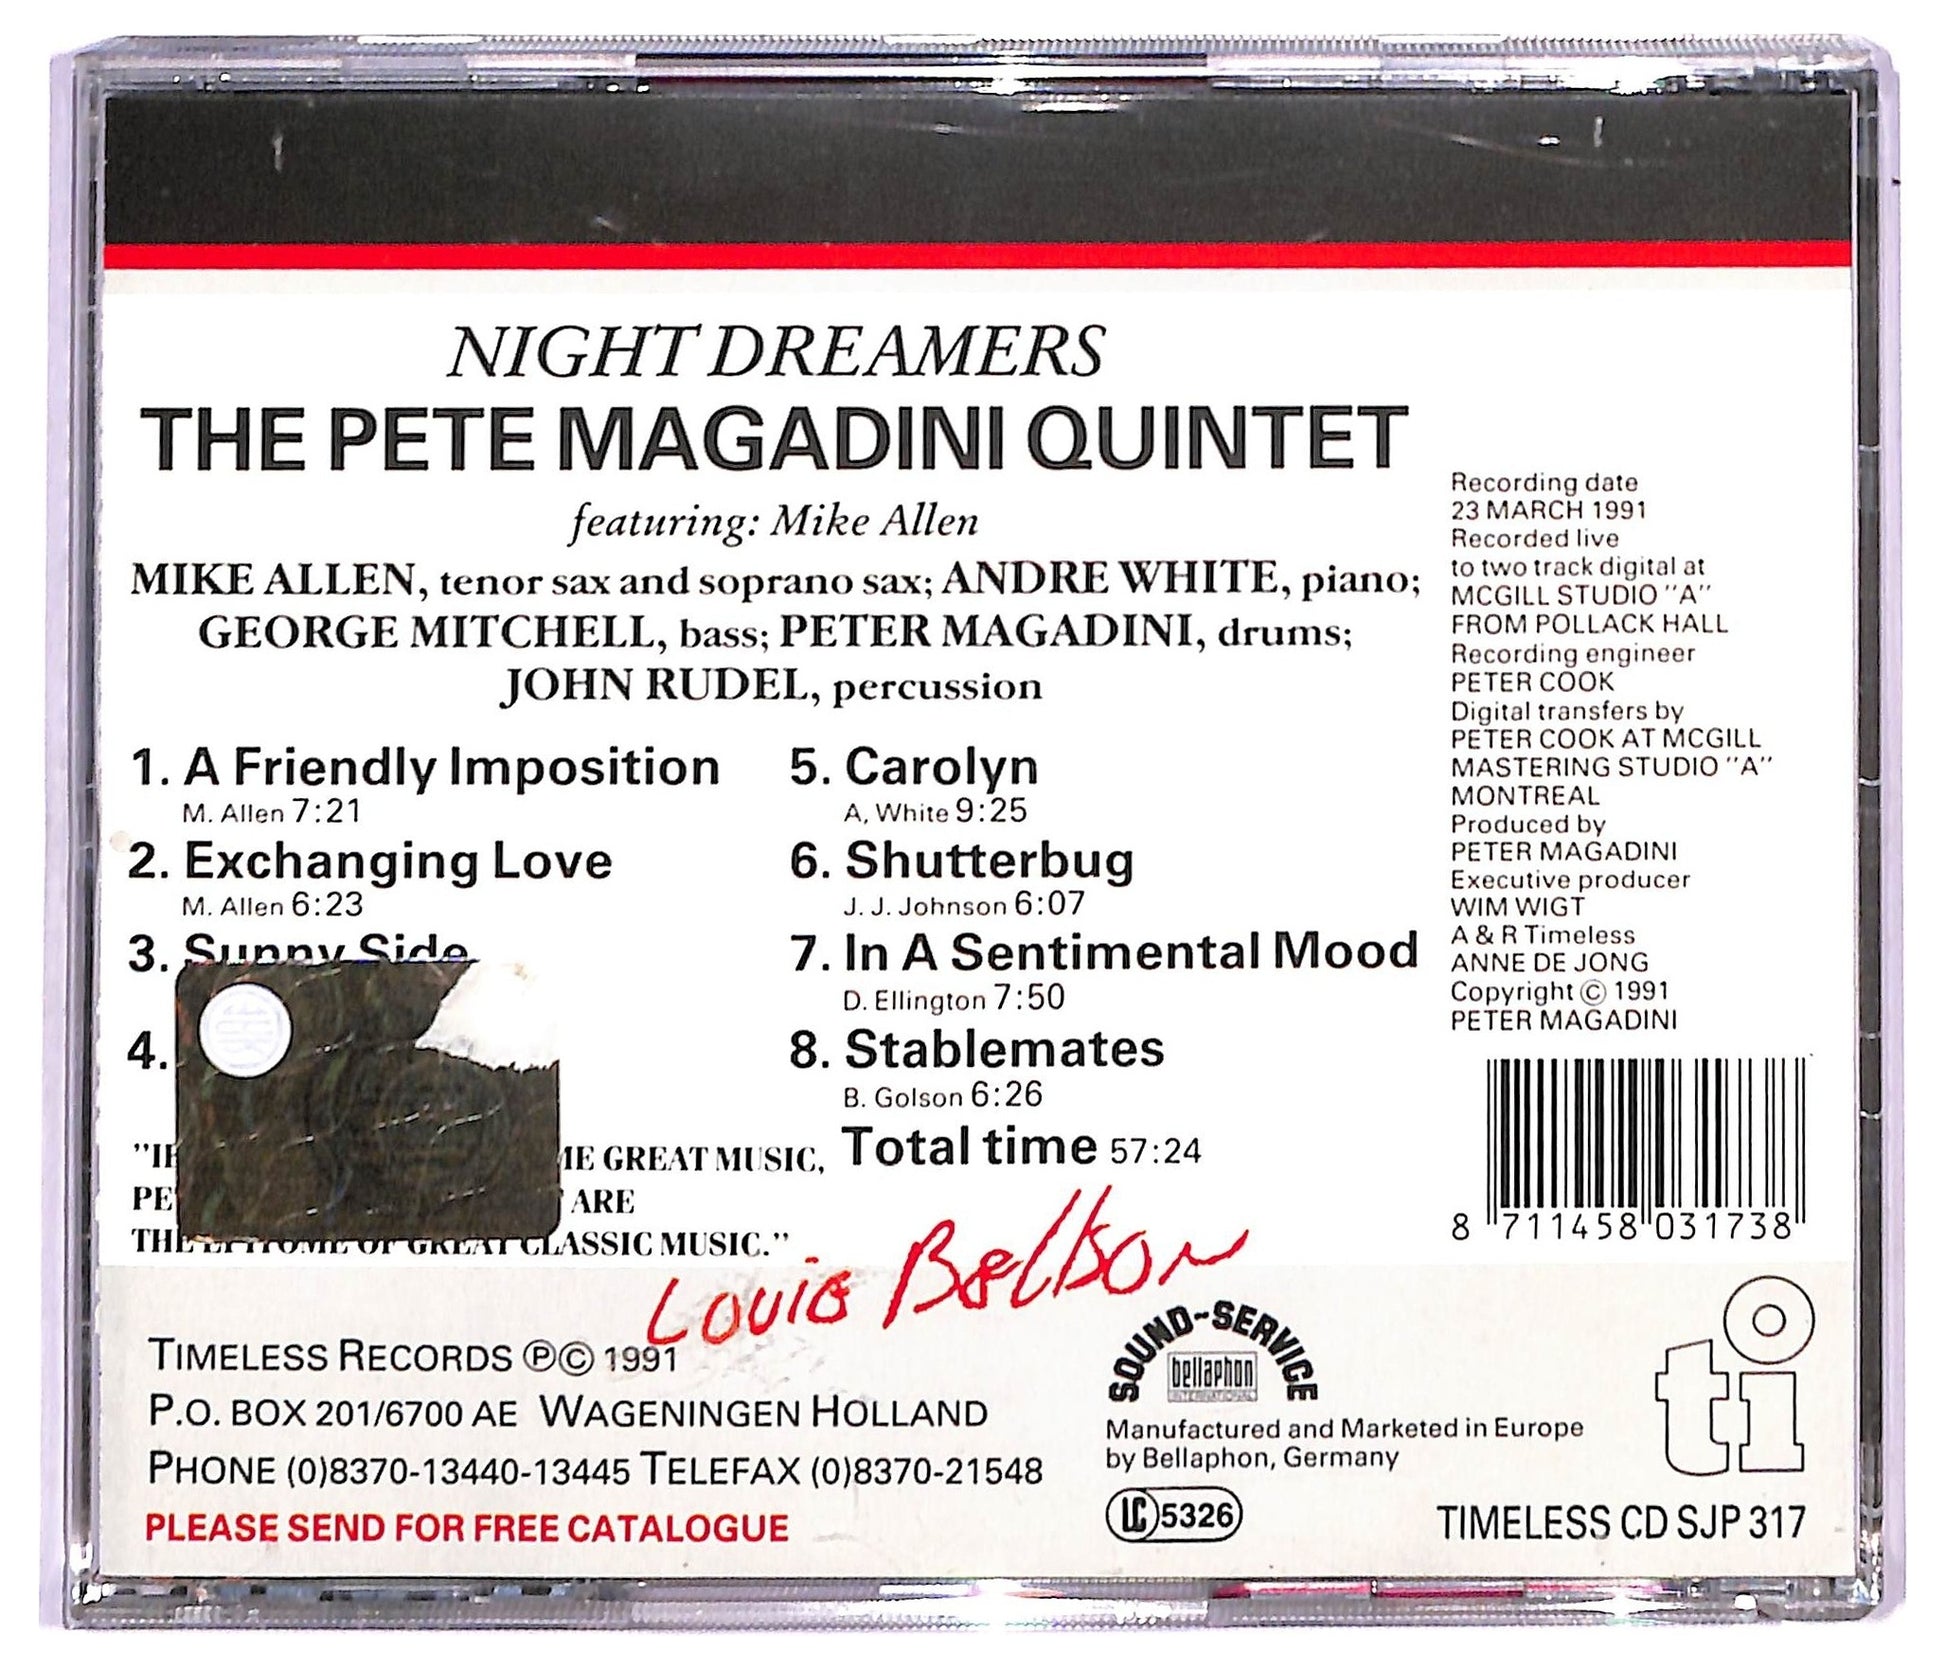 NIGHT DREAMERS
THE PETE MAGADINI QUINTET
featuring: Mike Allen
MIKE ALLEN, tenor sax and soprano sax; ANDRE WHITE, piano;
GEORGE MITCHELL, bass; PETER MAGADINI, drums;
JOHN RUDEL, percussion
1. A Friendly Imposition
M. Allen 7:21
2. Exchanging Love
M. Allen 6:23
3. Sunny Side
4.
GREAT MUSIC,
ARE
THE EPITOME OF GREAT CLASSIC MUSIC."
5. Carolyn
A, White 9:25
6. Shutterbug
J. J. Johnson 6:07
7. In A Sentimental Mood
D. Ellington 7:50
8. Stablemates
B. Golson 6:26
Total time 57:24
Louie Bellson
Recording date
23 MARCH 1991
Recorded live
to two track digital at
MCGILL STUDIO "A"
FROM POLLACK HALL
Recording engineer
PETER COOK
Digital transfers by
PETER COOK AT MCGILL
MASTERING STUDIO "A"
MONTREAL
Produced by
PETER MAGADINI
Executive producer
WIM WIGT
A & R Timeless
ANNE DE JONG
Copyright © 1991
PETER MAGADINI
8 711458 031738
TIMELESS RECORDS ℗© 1991
P.O. BOX 201/6700 AE WAGENINGEN HOLLAND
PHONE (0)8370-13440-13445 TELEFAX (0)8370-21548
PLEASE SEND FOR FREE CATALOGUE
SOUND-SERVICE
bellaphon
INTERNATIONAL
Manufactured and Marketed in Europe
by Bellaphon, Germany
LC 5326
ti
TIMELESS CD SJP 317